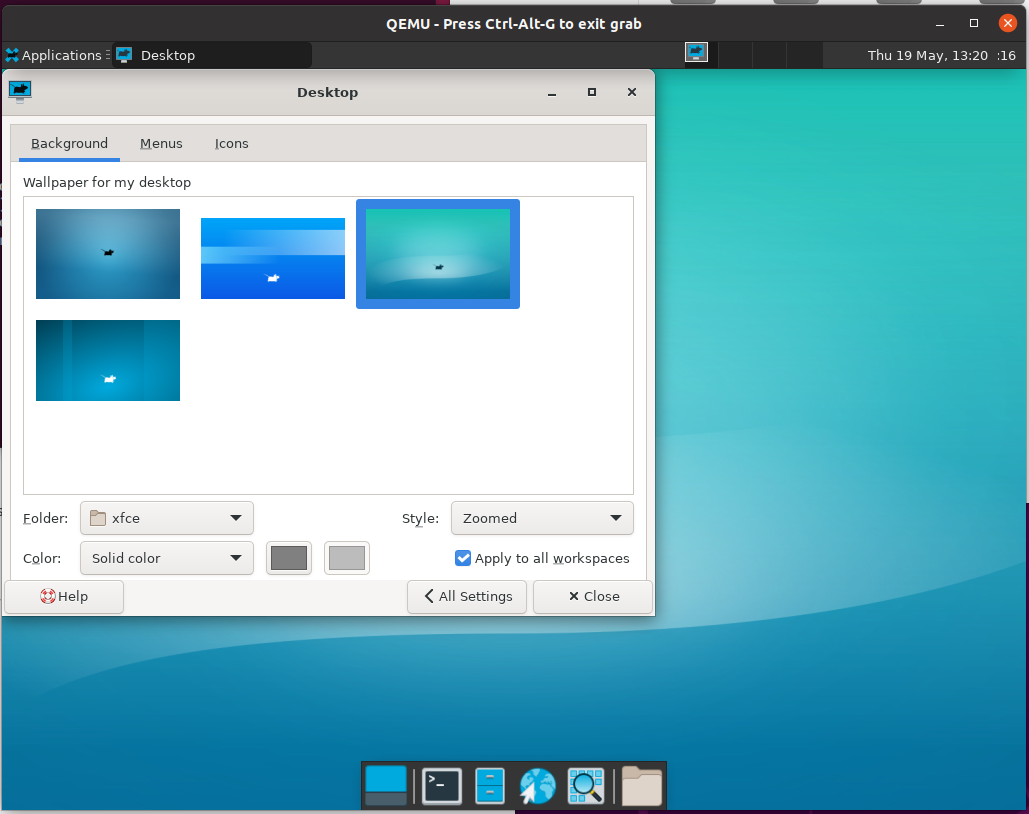 QEMU - Press Ctrl-Alt-G to exit grab
Applications
Desktop
Thu 19 May, 13:20 :16
Desktop
Background
Menus
Icons
Wallpaper for my desktop
Folder:
xfce
Style:
Zoomed
Color:
Solid color
Apply to all workspaces
Help
All Settings
Close
>_